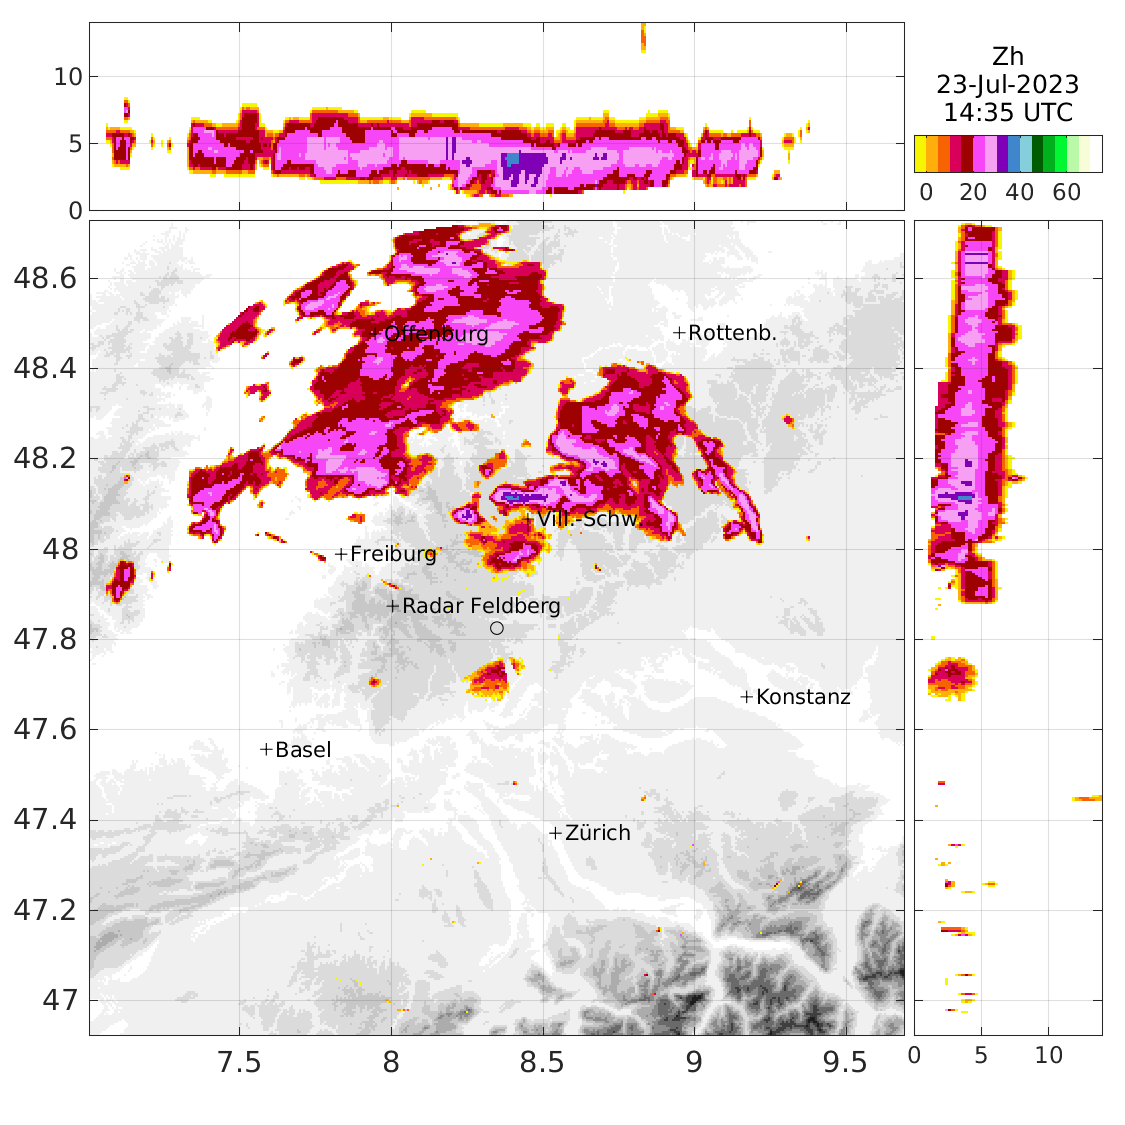 10
5
0
Zh
23-Jul-2023
14:35 UTC
0 20 40 60
48.6
Offenburg
Rottenb.
48.4
48.2
Vill.-Schw.
48
Freiburg
Radar Feldberg
47.8
Konstanz
47.6
Basel
47.4
Zürich
47.2
47
7.5 8 8.5 9 9.5
0 5 10